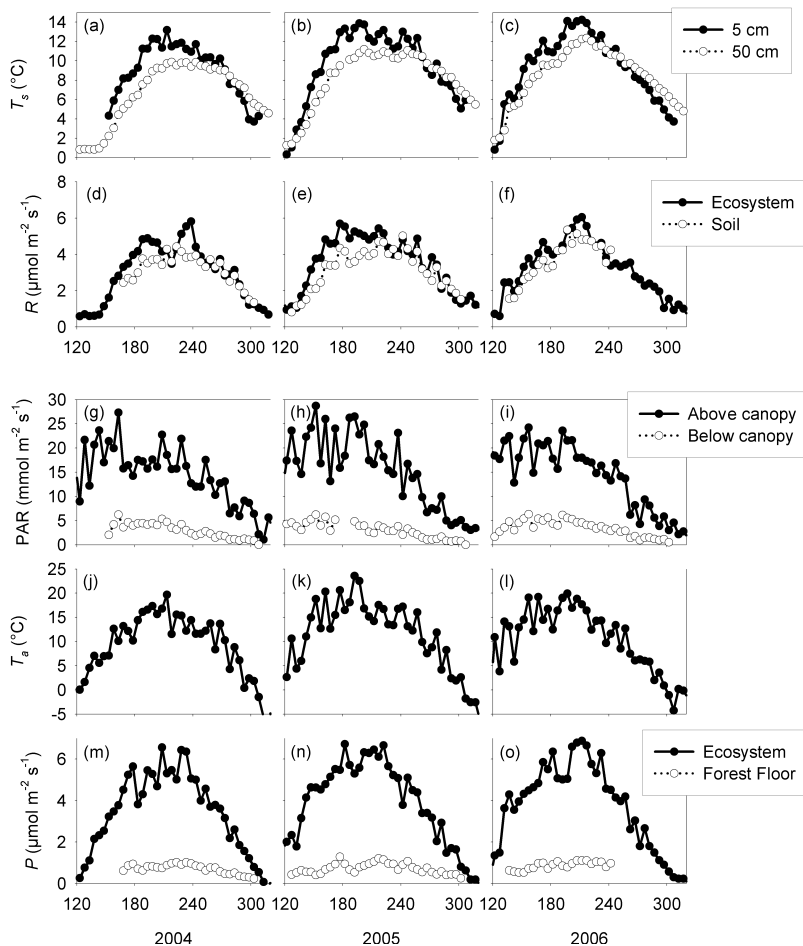 (a) (b) (c)
5 cm
50 cm
Tₛ (°C)
14
12
10
8
6
4
2
0
(d) (e) (f)
Ecosystem
Soil
R (µmol m⁻² s⁻¹)
8
6
4
2
0
120 180 240 300 120 180 240 300 120 180 240 300
(g) (h) (i)
Above canopy
Below canopy
PAR (mmol m⁻² s⁻¹)
30
25
20
15
10
5
0
(j) (k) (l)
Tₐ (°C)
25
20
15
10
5
0
-5
(m) (n) (o)
Ecosystem
Forest Floor
P (µmol m⁻² s⁻¹)
6
4
2
0
120 180 240 300 120 180 240 300 120 180 240 300
2004 2005 2006